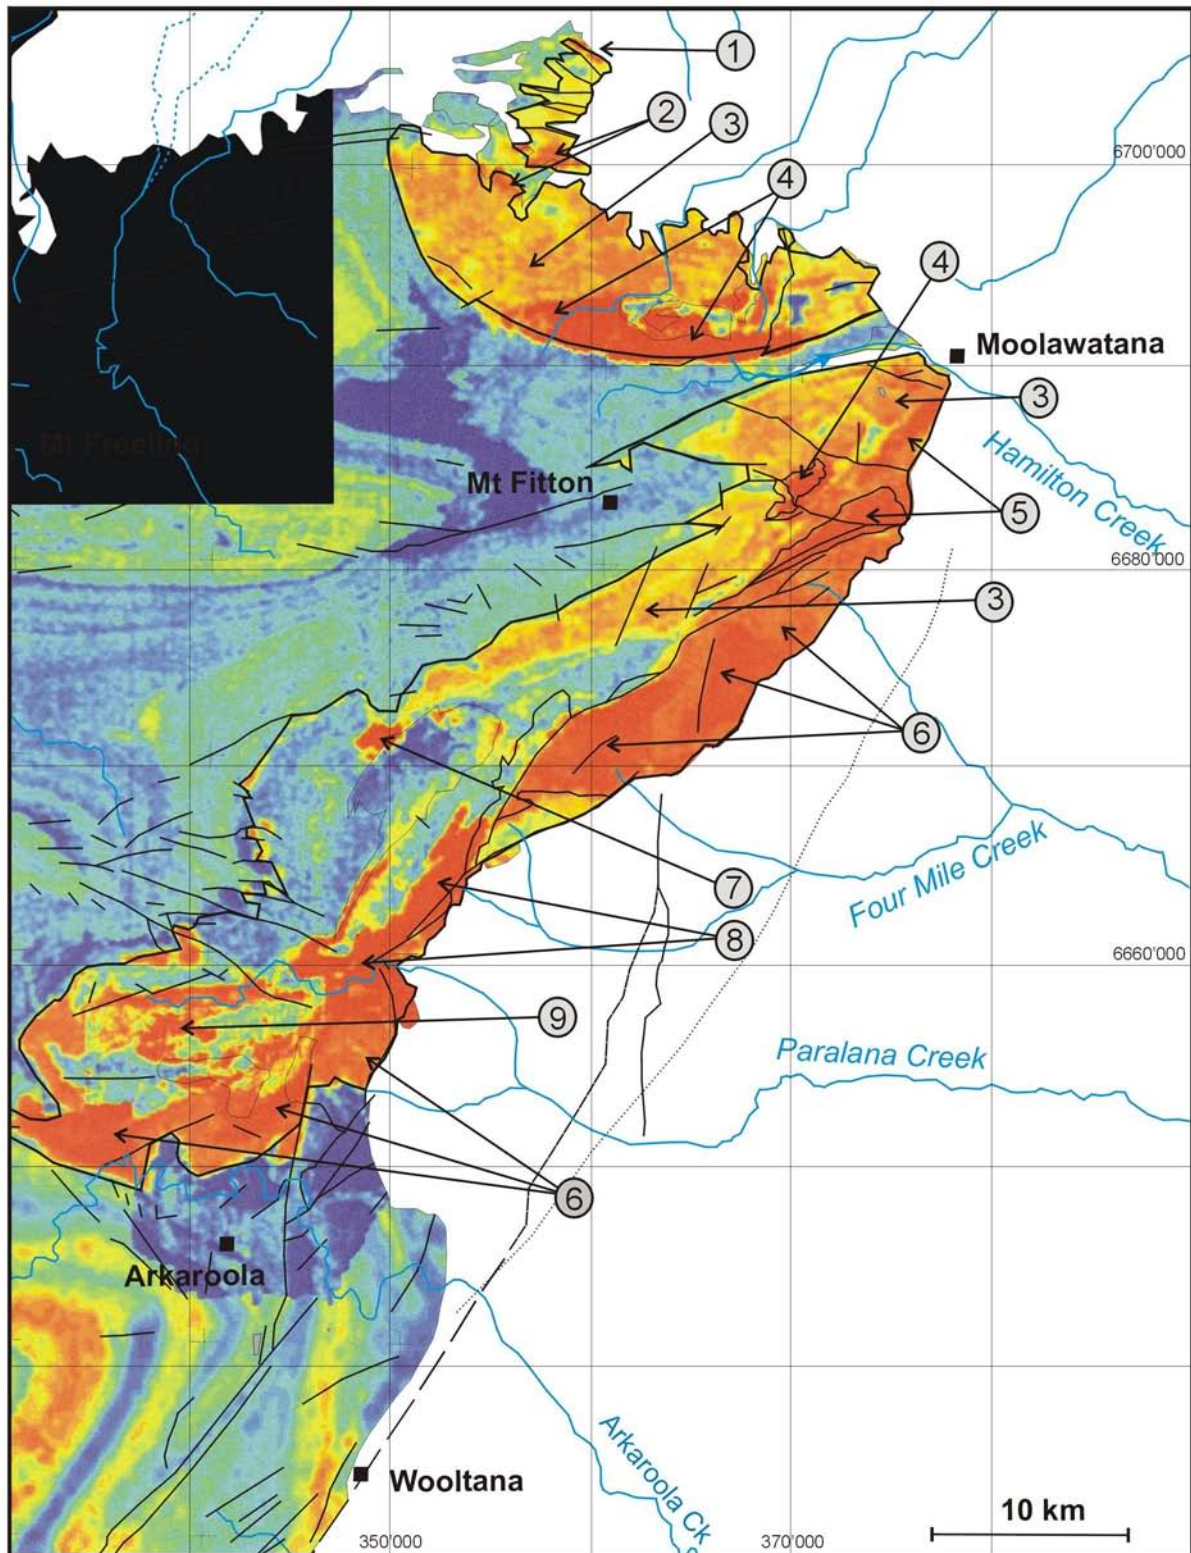 1
2
3
4
6700'000
4
Moolawatana
3
Mt Freeling
Mt Fitton
Hamilton Creek
5
6680'000
3
6
7
Four Mile Creek
8
6660'000
9
Paralana Creek
6
Arkaroola
Arkaroola Ck
Wooltana
10 km
350'000
370'000